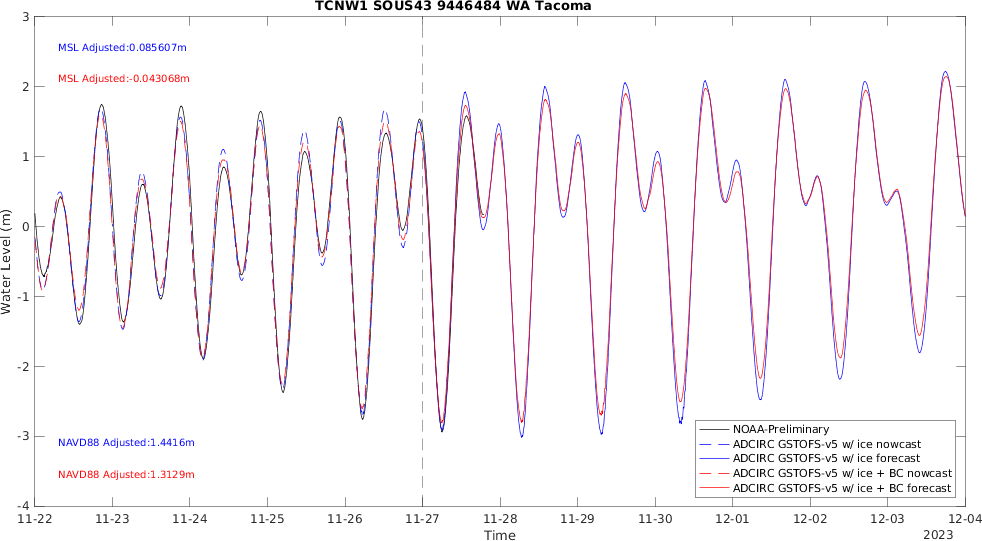 TCNW1 SOUS43 9446484 WA Tacoma
3
2
1
0
-1
-2
-3
-4
Water Level (m)
MSL Adjusted:0.085607m
MSL Adjusted:-0.043068m
NAVD88 Adjusted:1.4416m
NAVD88 Adjusted:1.3129m
NOAA-Preliminary
ADCIRC GSTOFS-v5 w/ ice nowcast
ADCIRC GSTOFS-v5 w/ ice forecast
ADCIRC GSTOFS-v5 w/ ice + BC nowcast
ADCIRC GSTOFS-v5 w/ ice + BC forecast
11-22 11-23 11-24 11-25 11-26 11-27 11-28 11-29 11-30 12-01 12-02 12-03 12-04
Time
2023